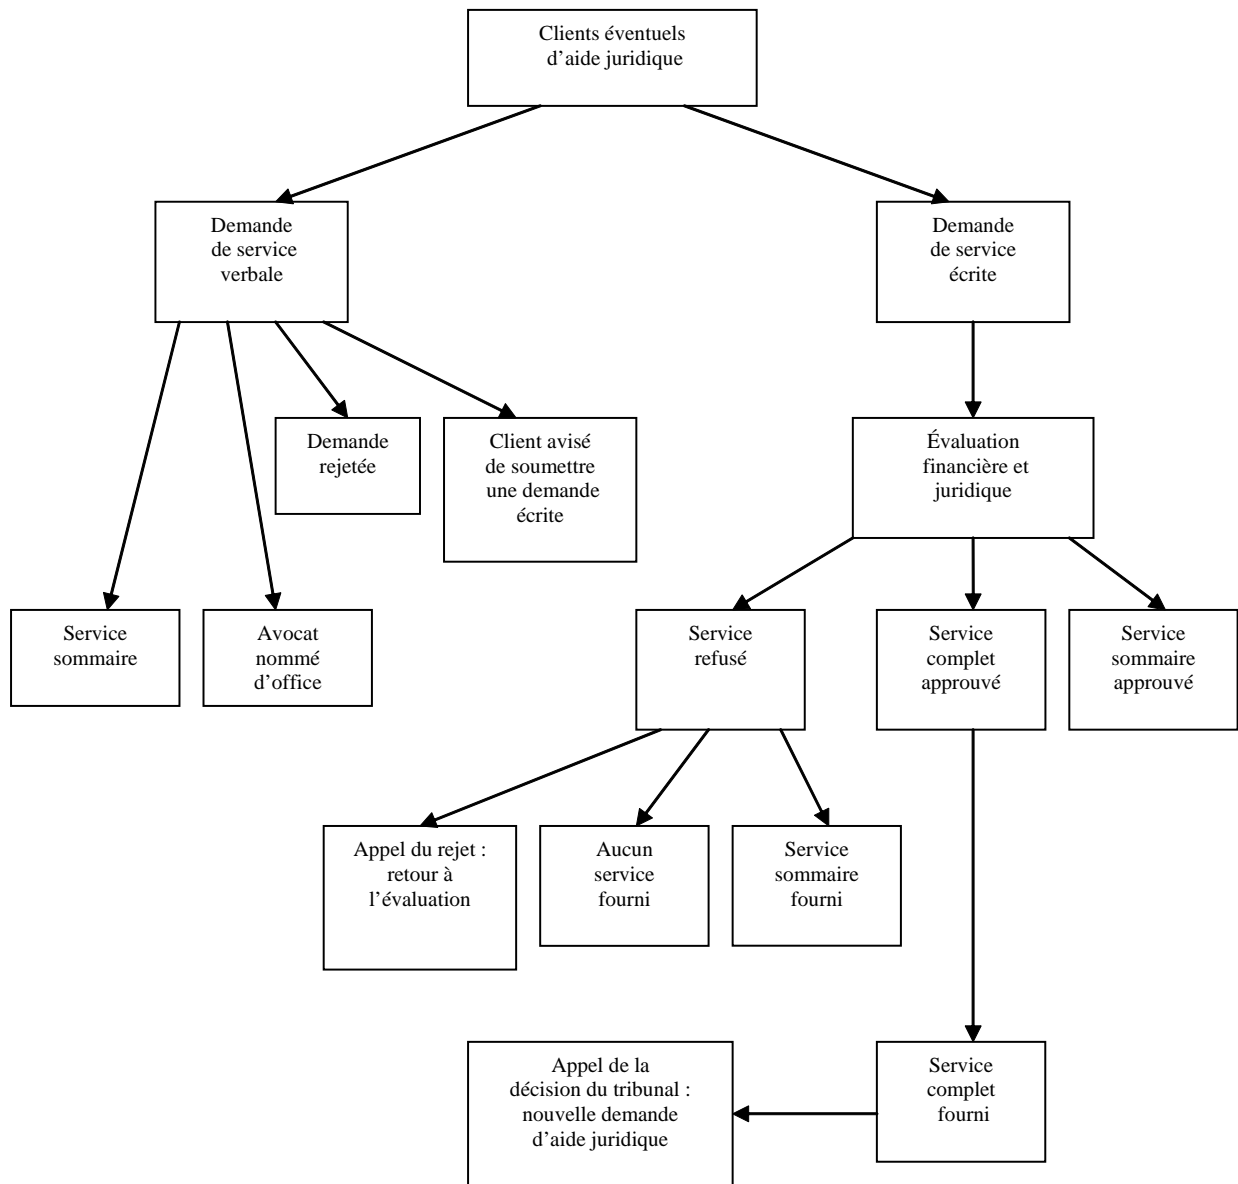 Clients éventuels
d'aide juridique
Demande
de service
verbale
Demande
de service
écrite
Demande
rejetée
Client avisé
de soumettre
une demande
écrite
Évaluation
financière et
juridique
Service
sommaire
Avocat
nommé
d'office
Service
refusé
Service
complet
approuvé
Service
sommaire
approuvé
Appel du rejet :
retour à
l'évaluation
Aucun
service
fourni
Service
sommaire
fourni
Appel de la
décision du tribunal :
nouvelle demande
d'aide juridique
Service
complet
fourni